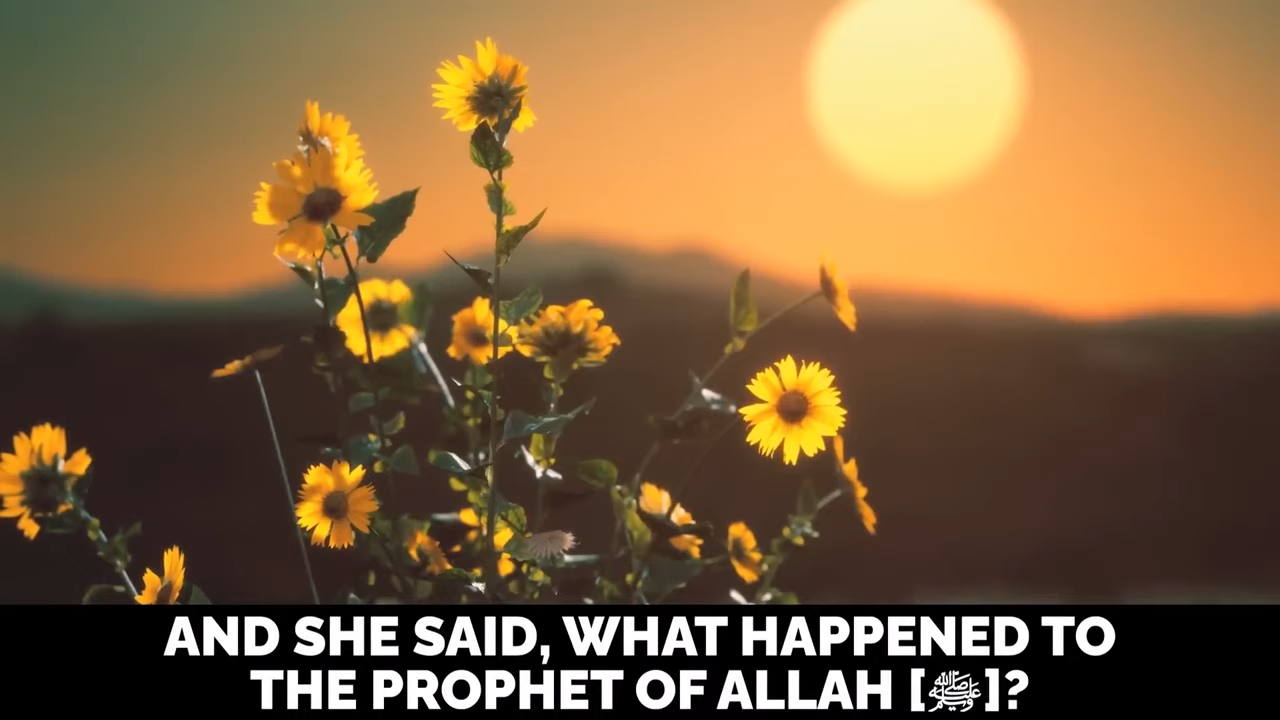 AND SHE SAID, WHAT HAPPENED TO
THE PROPHET OF ALLAH [ﷺ]?